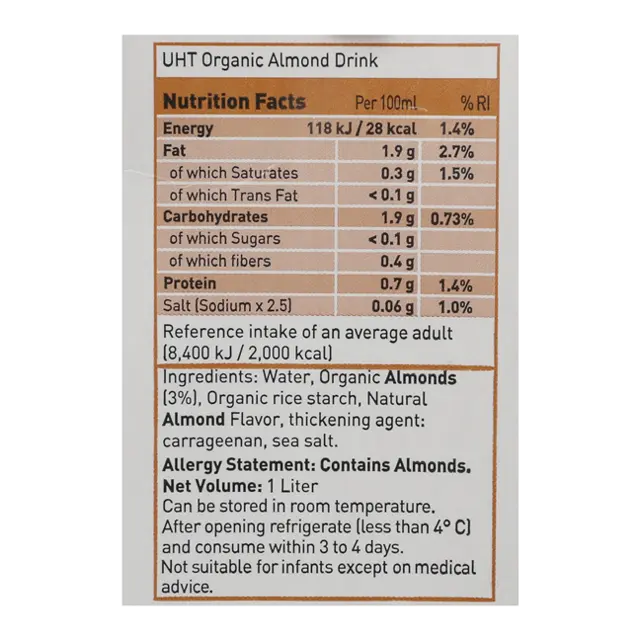 UHT Organic Almond Drink
Nutrition Facts Per 100ml % RI
Energy 118 kJ / 28 kcal 1.4%
Fat 1.9 g 2.7%
of which Saturates 0.3 g 1.5%
of which Trans Fat < 0.1 g
Carbohydrates 1.9 g 0.73%
of which Sugars < 0.1 g
of which fibers 0.4 g
Protein 0.7 g 1.4%
Salt (Sodium x 2.5) 0.06 g 1.0%
Reference intake of an average adult
(8,400 kJ / 2,000 kcal)
Ingredients: Water, Organic Almonds
(3%), Organic rice starch, Natural
Almond Flavor, thickening agent:
carrageenan, sea salt.
Allergy Statement: Contains Almonds.
Net Volume: 1 Liter
Can be stored in room temperature.
After opening refrigerate (less than 4° C)
and consume within 3 to 4 days.
Not suitable for infants except on medical
advice.